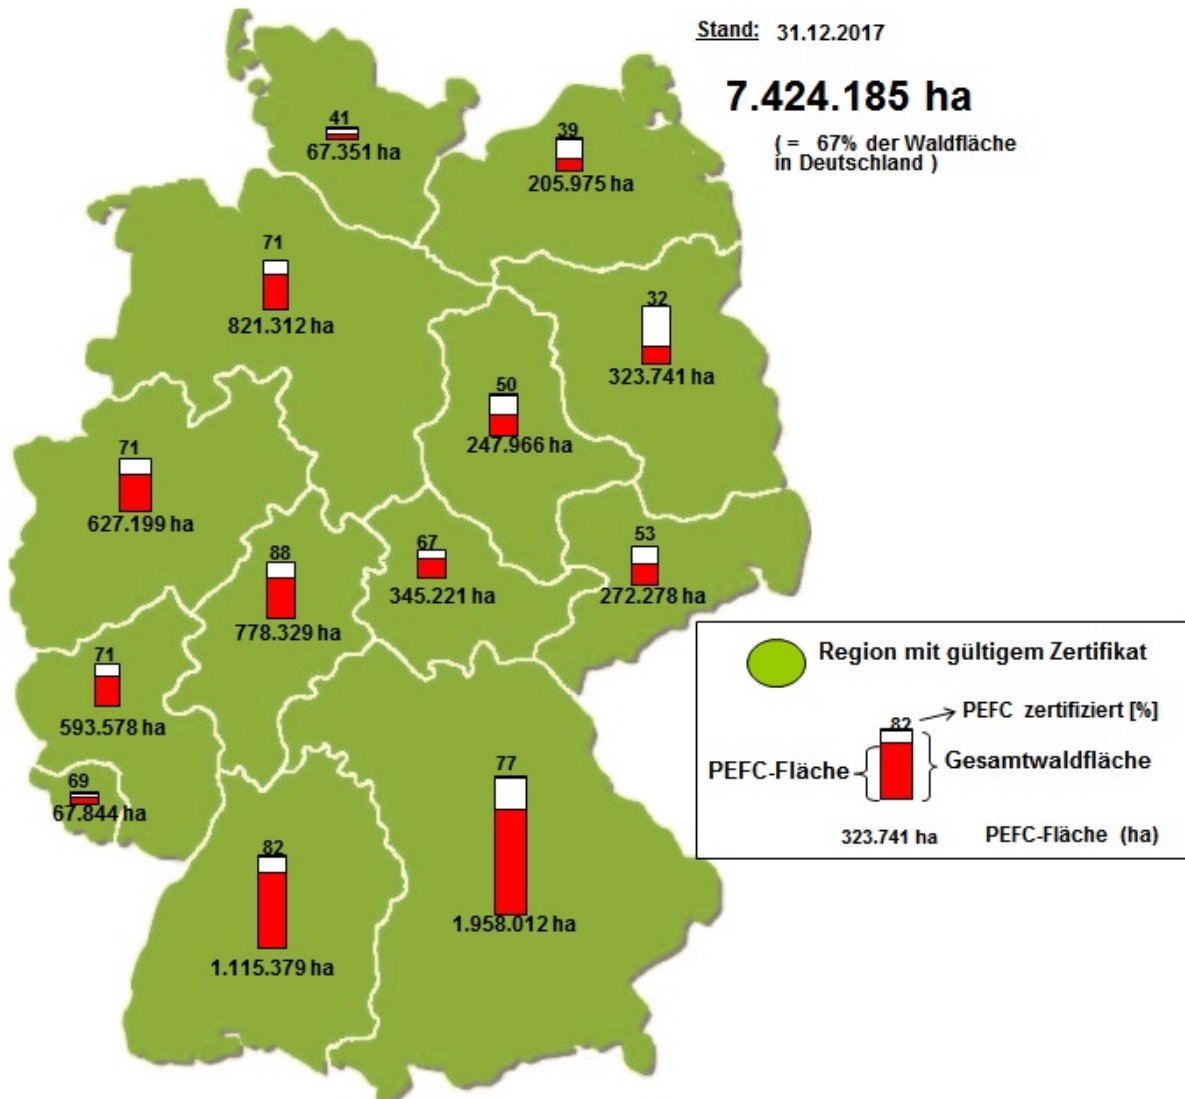 Stand: 31.12.2017
7.424.185 ha
( = 67% der Waldfläche
in Deutschland )
41
67.351 ha
39
205.975 ha
71
821.312 ha
32
323.741 ha
50
247.966 ha
71
627.199 ha
88
778.329 ha
67
345.221 ha
53
272.278 ha
71
593.578 ha
69
67.844 ha
82
1.115.379 ha
77
1.958.012 ha
Region mit gültigem Zertifikat
82
PEFC zertifiziert [%]
PEFC-Fläche
Gesamtwaldfläche
323.741 ha PEFC-Fläche (ha)